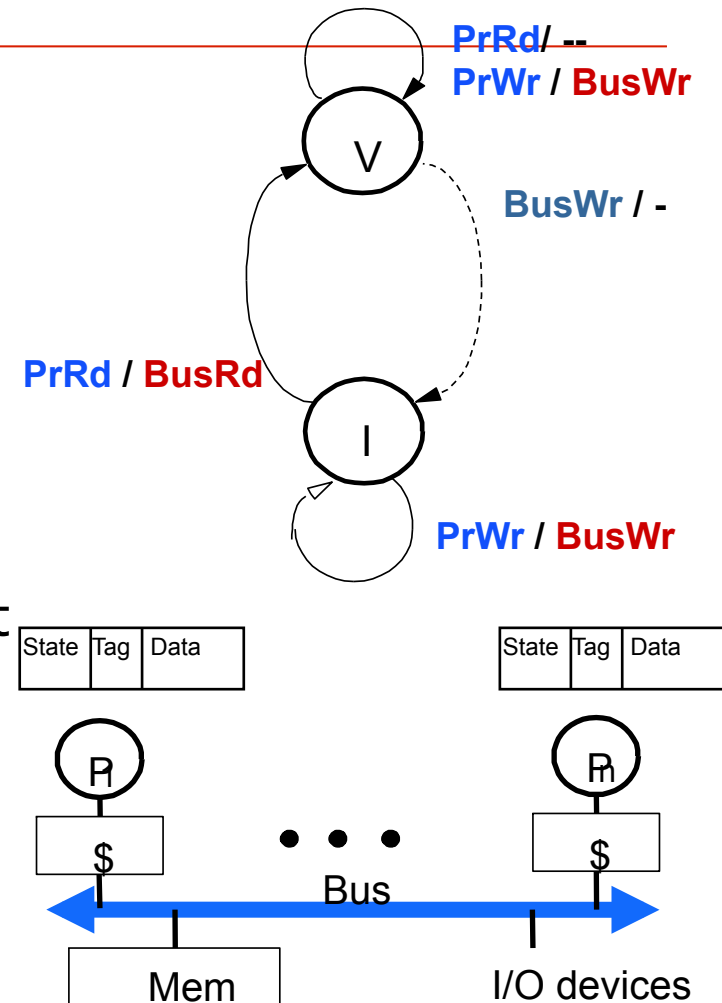 PrRd/ --
PrWr / BusWr
V
BusWr / -
PrRd / BusRd
I
PrWr / BusWr
State Tag Data
State Tag Data
P1
Pn
$
$
Bus
Mem
I/O devices